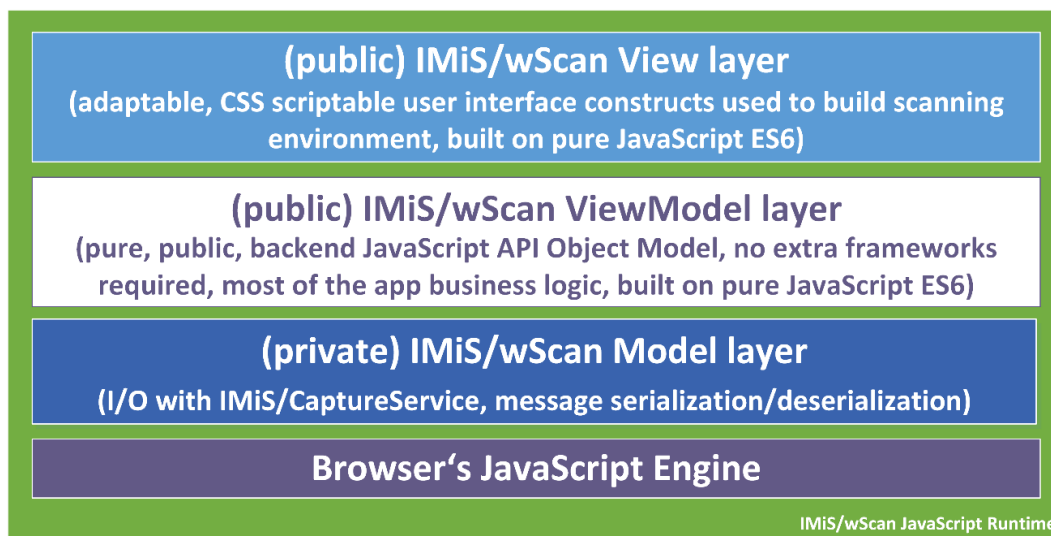 (public) IMiS/wScan View layer
(adaptable, CSS scriptable user interface constructs used to build scanning
environment, built on pure JavaScript ES6)
(public) IMiS/wScan ViewModel layer
(pure, public, backend JavaScript API Object Model, no extra frameworks
required, most of the app business logic, built on pure JavaScript ES6)
(private) IMiS/wScan Model layer
(I/O with IMiS/CaptureService, message serialization/deserialization)
Browser‘s JavaScript Engine
IMiS/wScan JavaScript Runtime